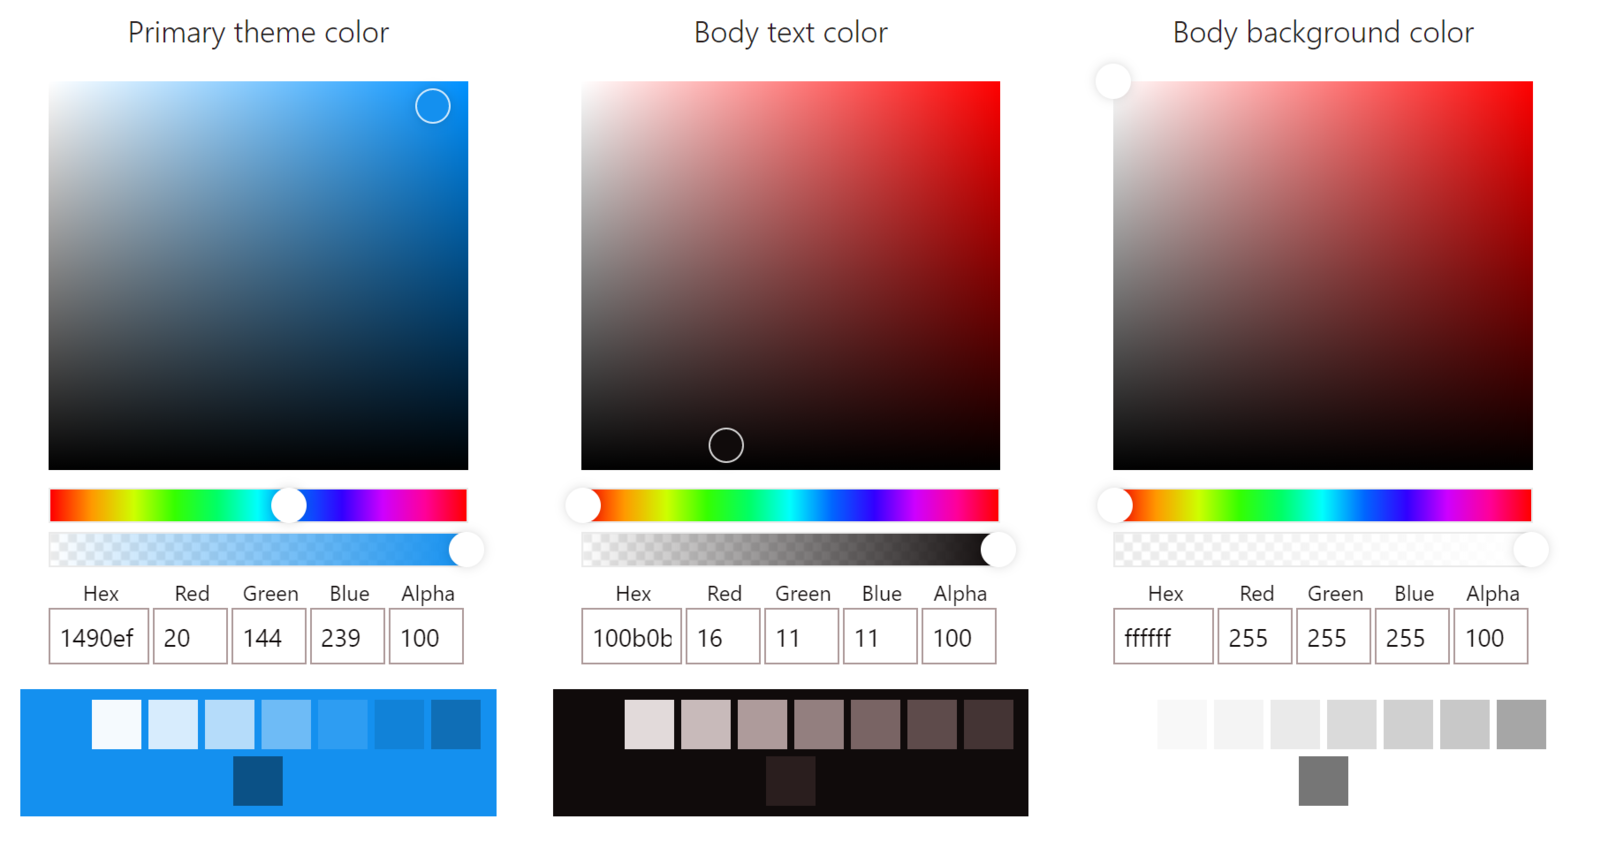 Primary theme color
Body text color
Body background color
Hex Red Green Blue Alpha
1490ef 20 144 239 100
Hex Red Green Blue Alpha
100b0b 16 11 11 100
Hex Red Green Blue Alpha
ffffff 255 255 255 100